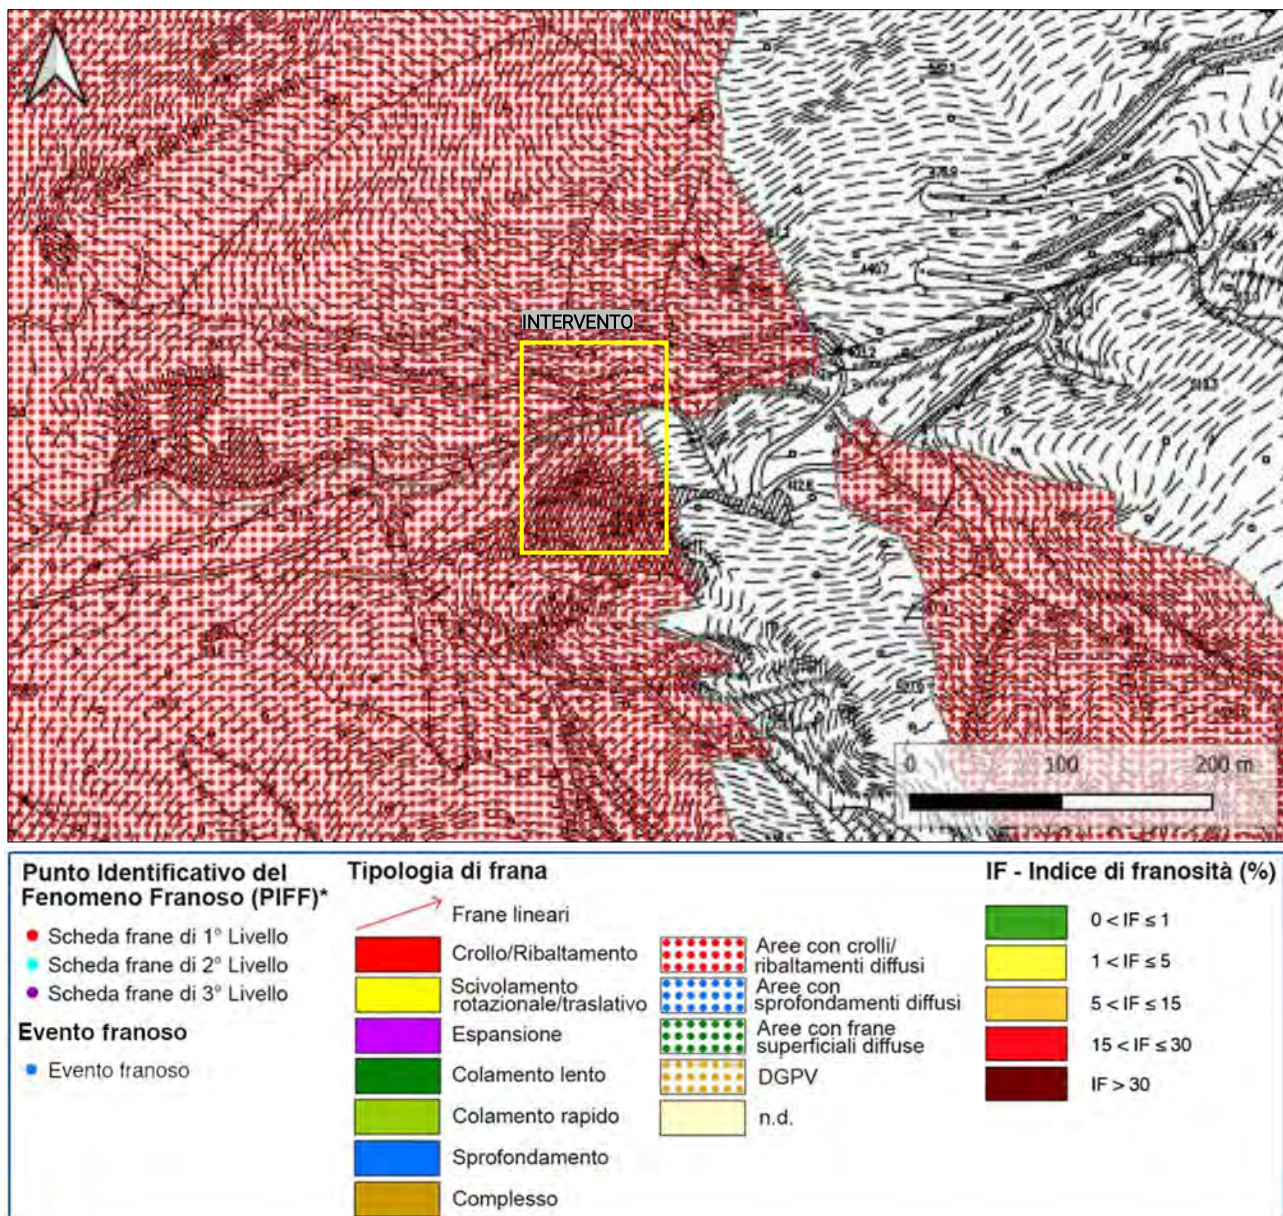 INTERVENTO
0 100 200 m
Punto Identificativo del
Fenomeno Franoso (PIFF)*
Scheda frane di 1° Livello
Scheda frane di 2° Livello
Scheda frane di 3° Livello
Evento franoso
Evento franoso
Tipologia di frana
Frane lineari
Crollo/Ribaltamento
Scivolamento
rotazionale/traslativo
Espansione
Colamento lento
Colamento rapido
Sprofondamento
Complesso
Aree con crolli/
ribaltamenti diffusi
Aree con
sprofondamenti diffusi
Aree con frane
superficiali diffuse
DGPV
n.d.
IF - Indice di franosità (%)
0 < IF ≤ 1
1 < IF ≤ 5
5 < IF ≤ 15
15 < IF ≤ 30
IF > 30